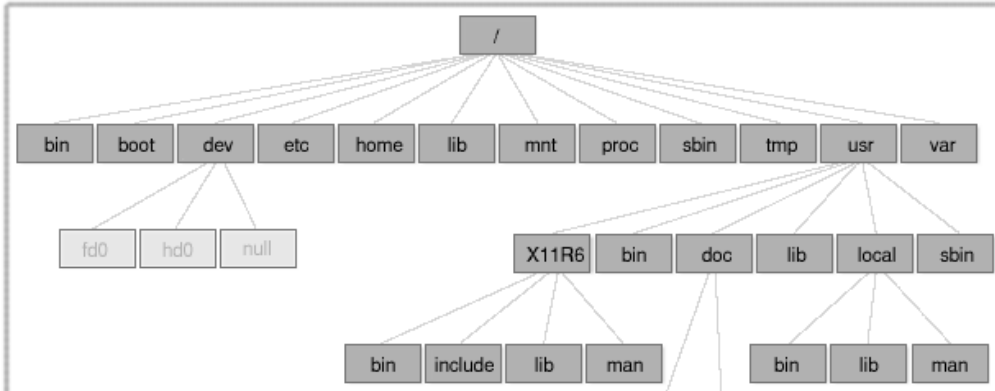 /
bin boot dev etc home lib mnt proc sbin tmp usr var
fd0 hd0 null
X11R6 bin doc lib local sbin
bin include lib man bin lib man